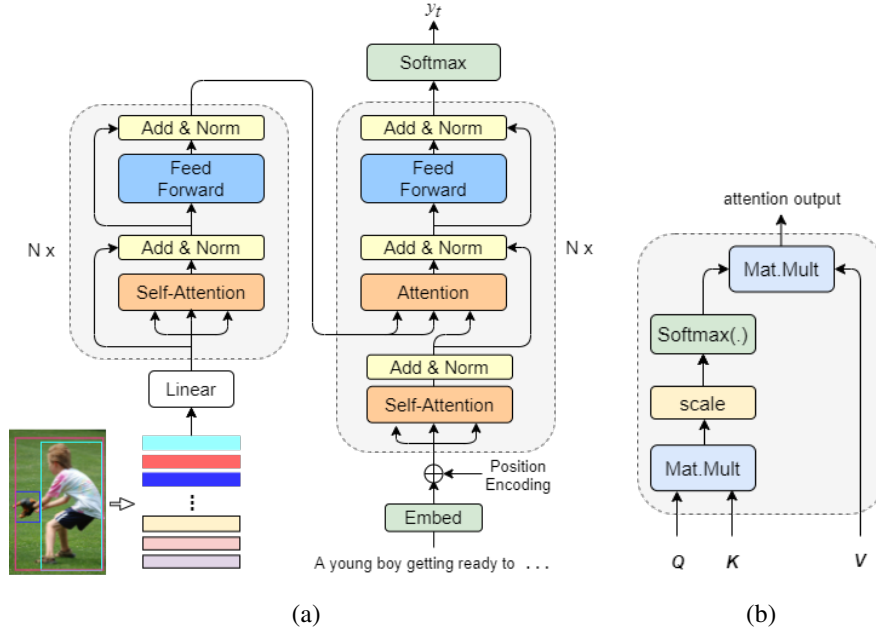 y_t
Softmax
Add & Norm
Feed
Forward
Add & Norm
Self-Attention
N x
Linear
Add & Norm
Feed
Forward
Add & Norm
Attention
N x
Add & Norm
Self-Attention
Position
Encoding
Embed
A young boy getting ready to ...
(a)
attention output
Mat.Mult
Softmax(.)
scale
Mat.Mult
Q K V
(b)